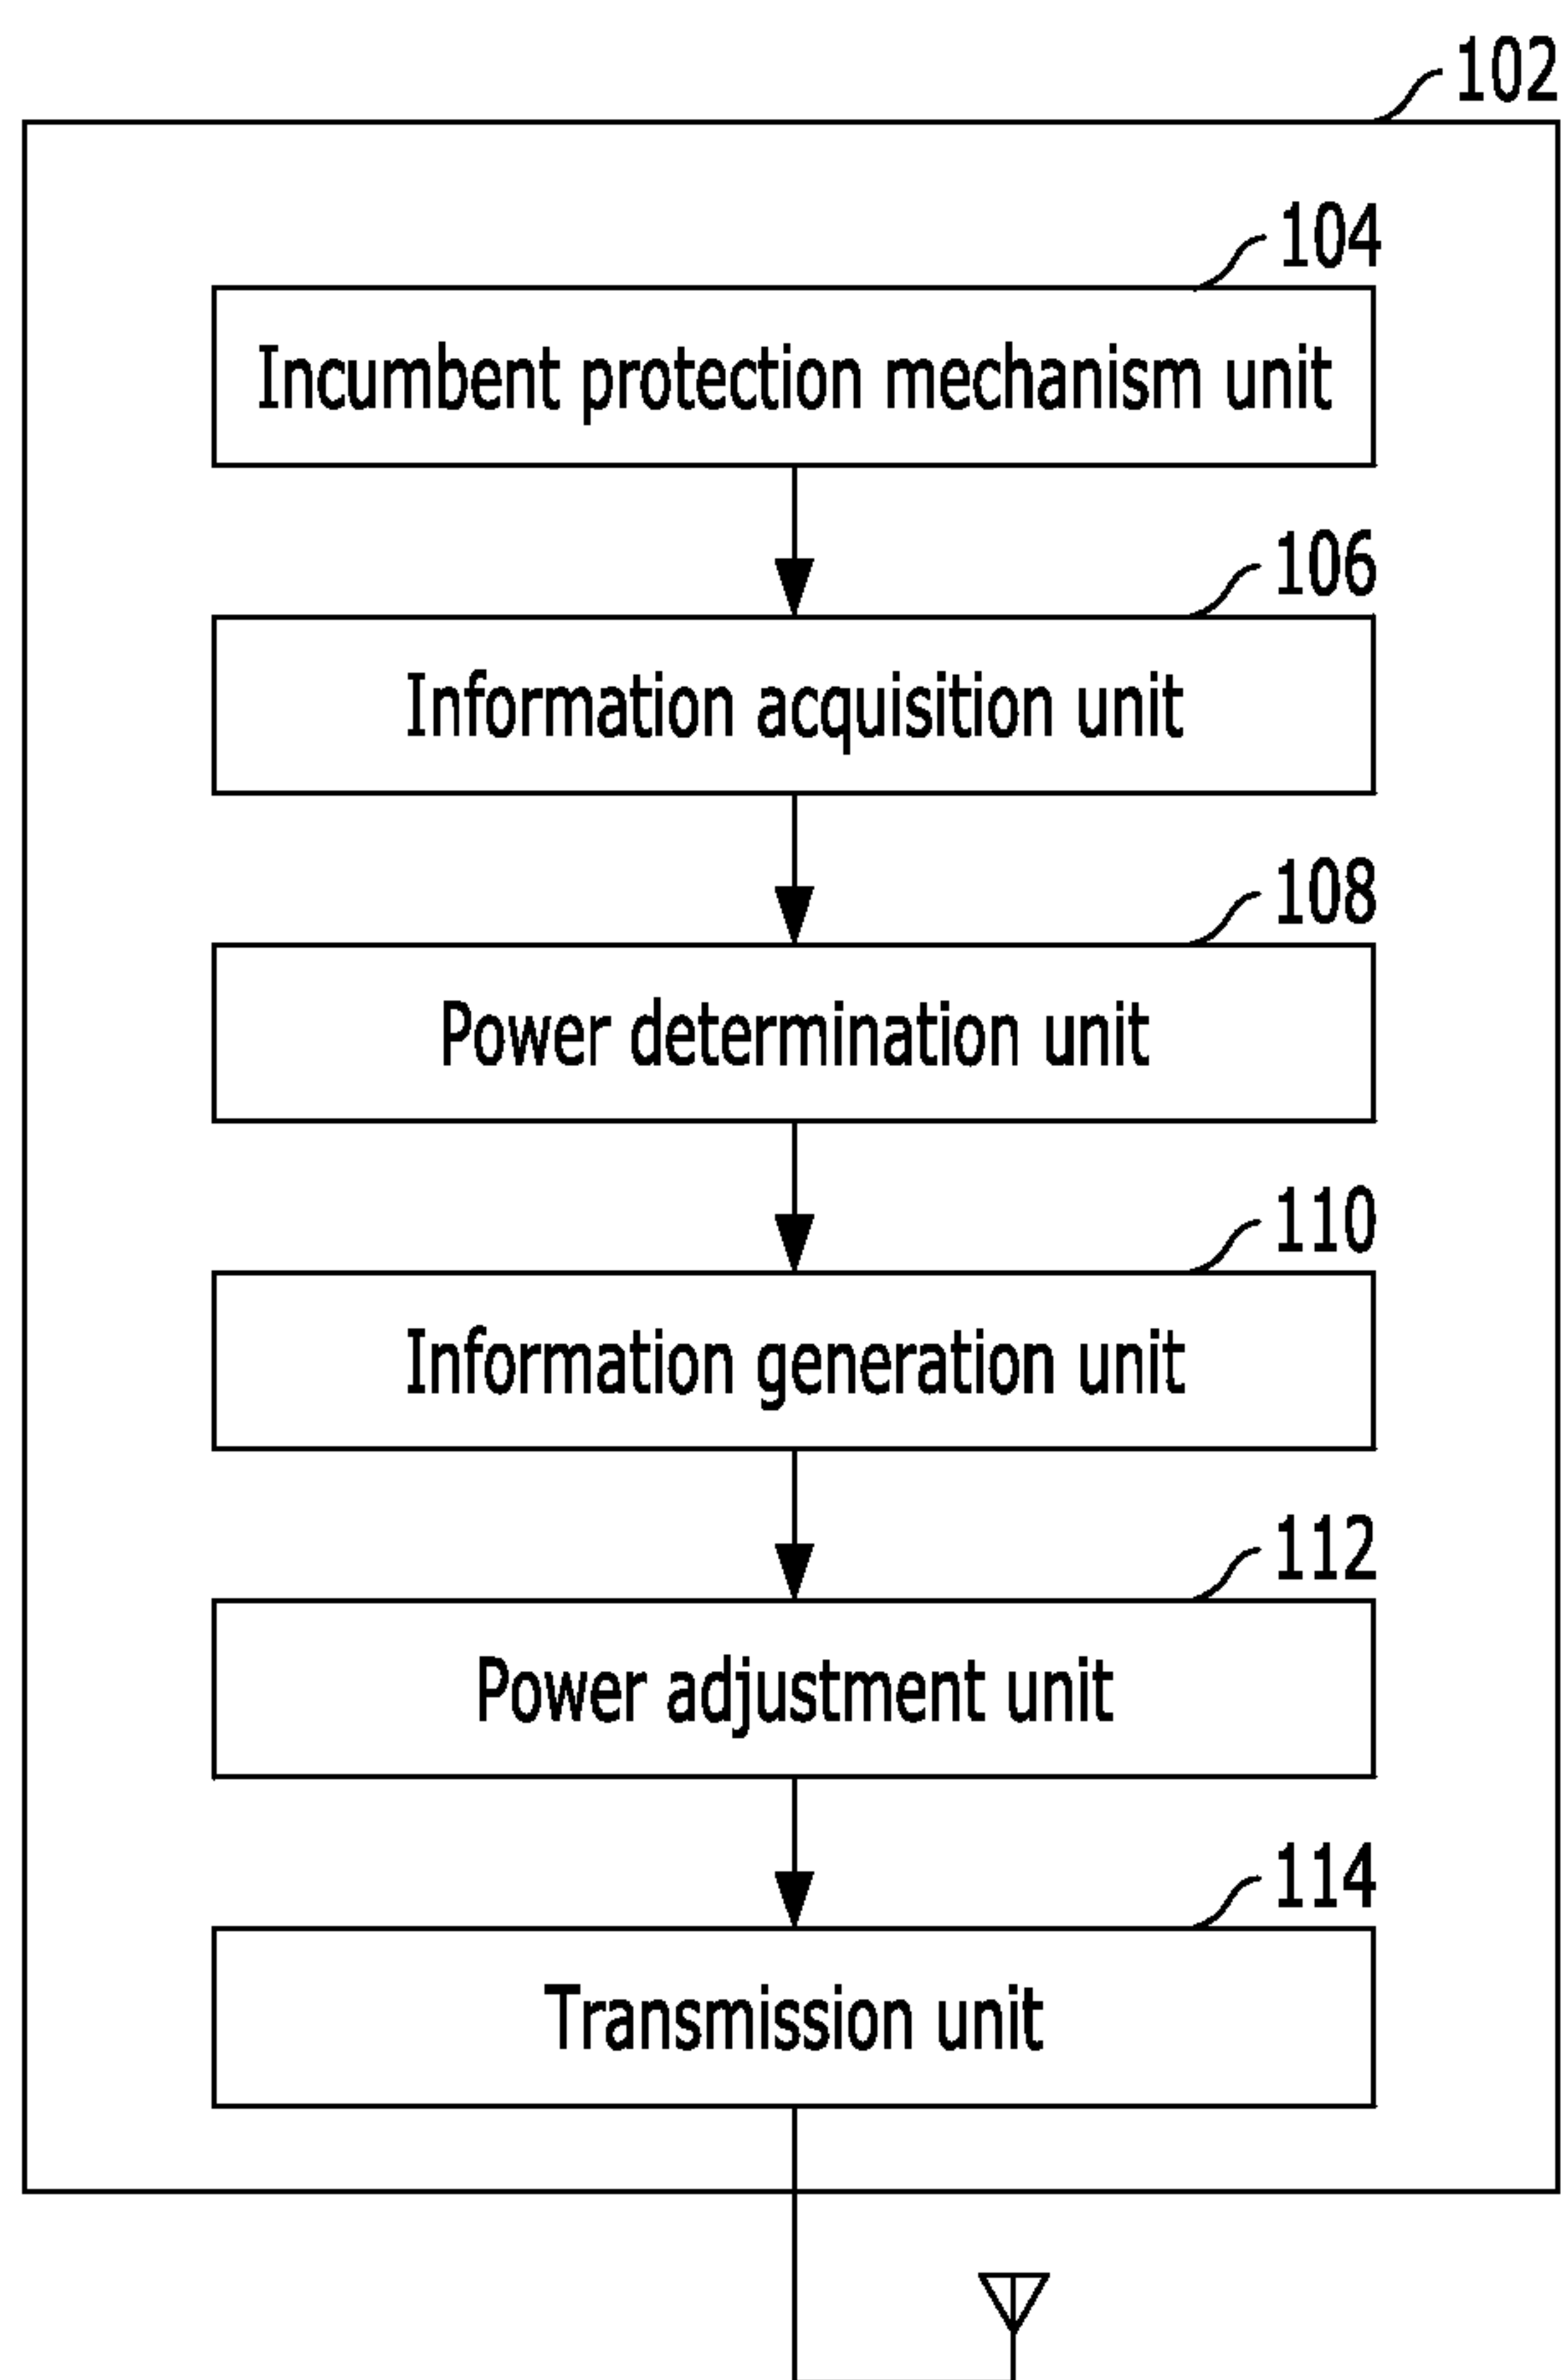 102
104
Incumbent protection mechanism unit
106
Information acquisition unit
108
Power determination unit
110
Information generation unit
112
Power adjustment unit
114
Transmission unit